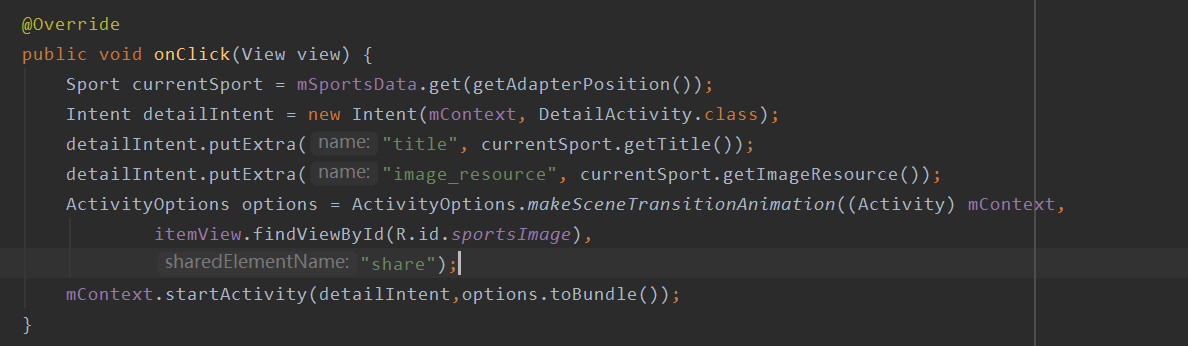 @Override
public void onClick(View view) {
Sport currentSport = mSportsData.get(getAdapterPosition());
Intent detailIntent = new Intent(mContext, DetailActivity.class);
detailIntent.putExtra( name: "title", currentSport.getTitle());
detailIntent.putExtra( name: "image_resource", currentSport.getImageResource());
ActivityOptions options = ActivityOptions.makeSceneTransitionAnimation((Activity) mContext,
itemView.findViewById(R.id.sportsImage),
sharedElementName: "share");
mContext.startActivity(detailIntent,options.toBundle());
}